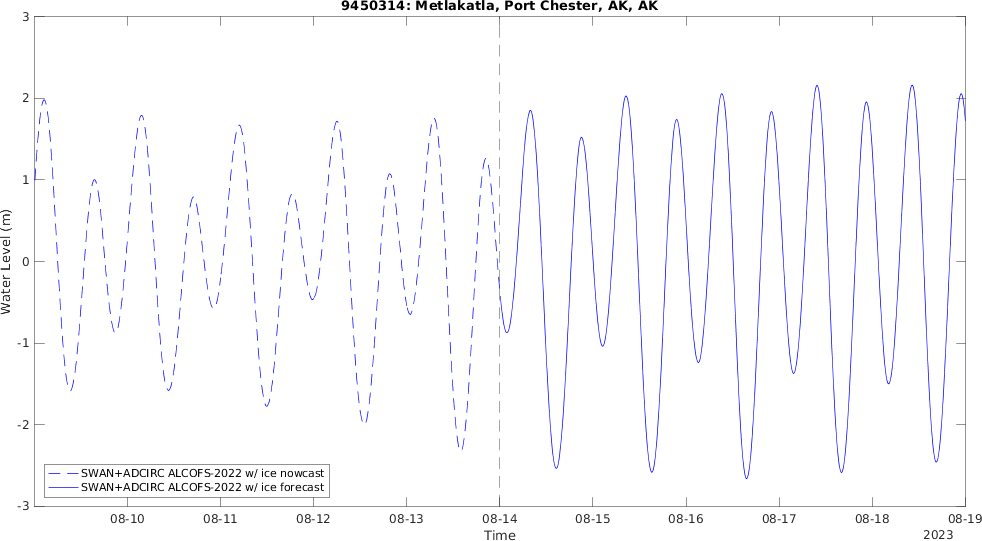 9450314: Metlakatla, Port Chester, AK, AK
3
2
1
0
-1
-2
-3
Water Level (m)
SWAN+ADCIRC ALCOFS-2022 w/ ice nowcast
SWAN+ADCIRC ALCOFS-2022 w/ ice forecast
08-10 08-11 08-12 08-13 08-14 08-15 08-16 08-17 08-18 08-19
Time
2023